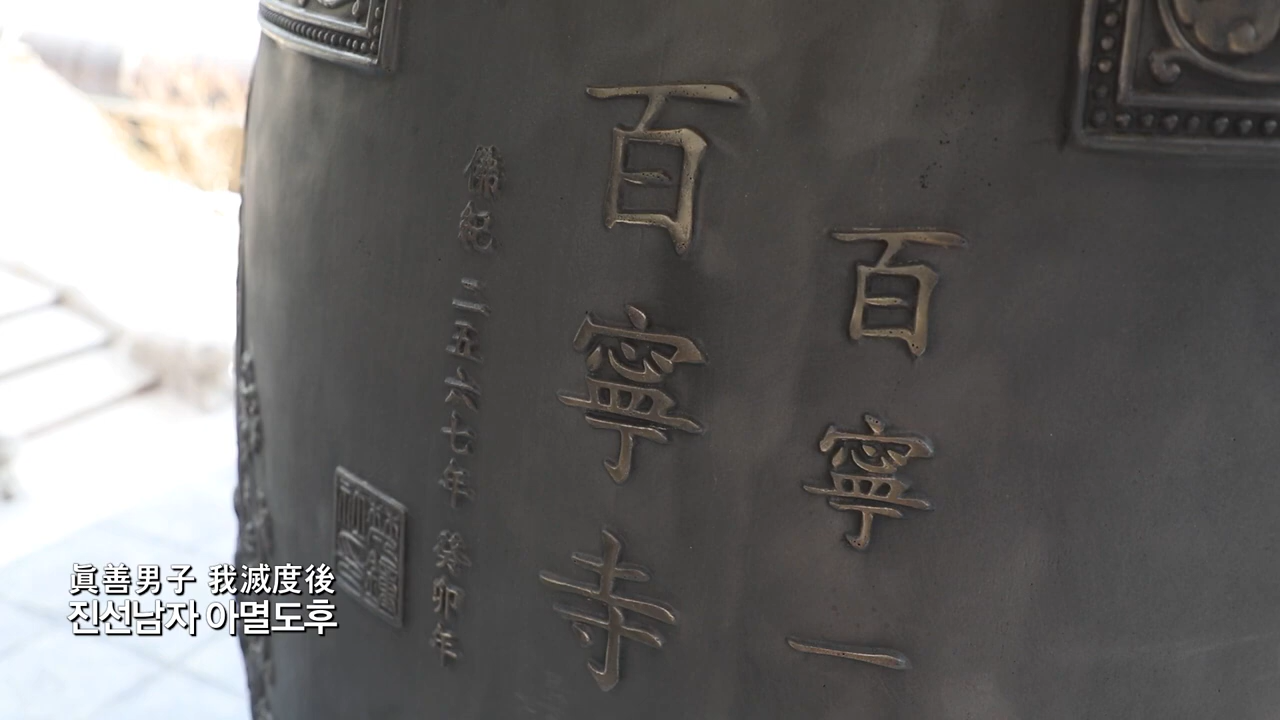 百寧一
百寧寺
佛紀 二五六七年 癸卯年
眞善男子 我滅度後
진선남자 아멸도후